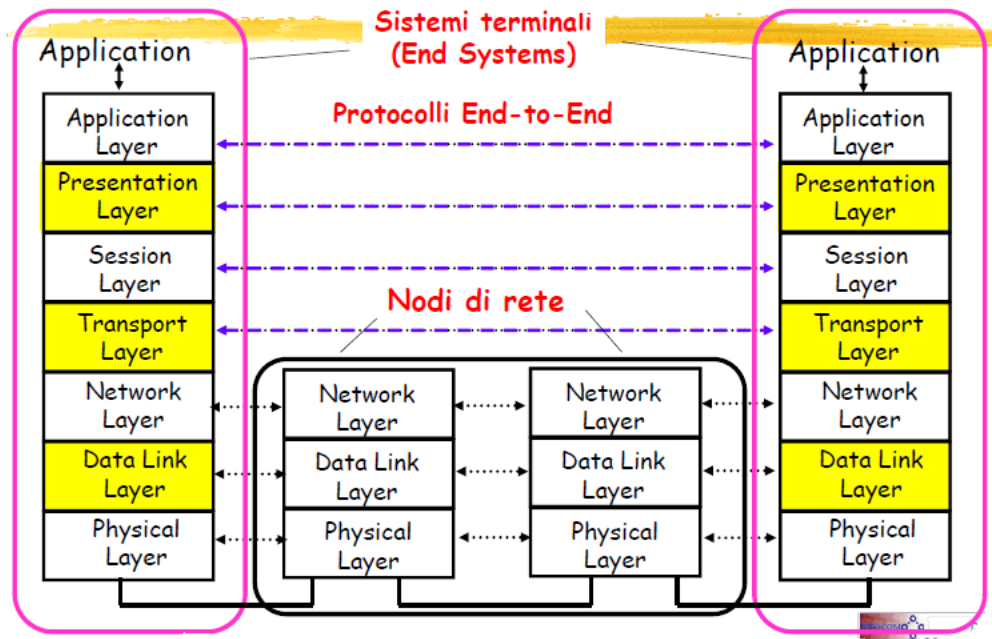 Sistemi terminali
(End Systems)
Application
Application
Protocolli End-to-End
Application
Layer
Presentation
Layer
Session
Layer
Transport
Layer
Network
Layer
Data Link
Layer
Physical
Layer
Nodi di rete
Network
Layer
Data Link
Layer
Physical
Layer
Network
Layer
Data Link
Layer
Physical
Layer
Application
Layer
Presentation
Layer
Session
Layer
Transport
Layer
Network
Layer
Data Link
Layer
Physical
Layer